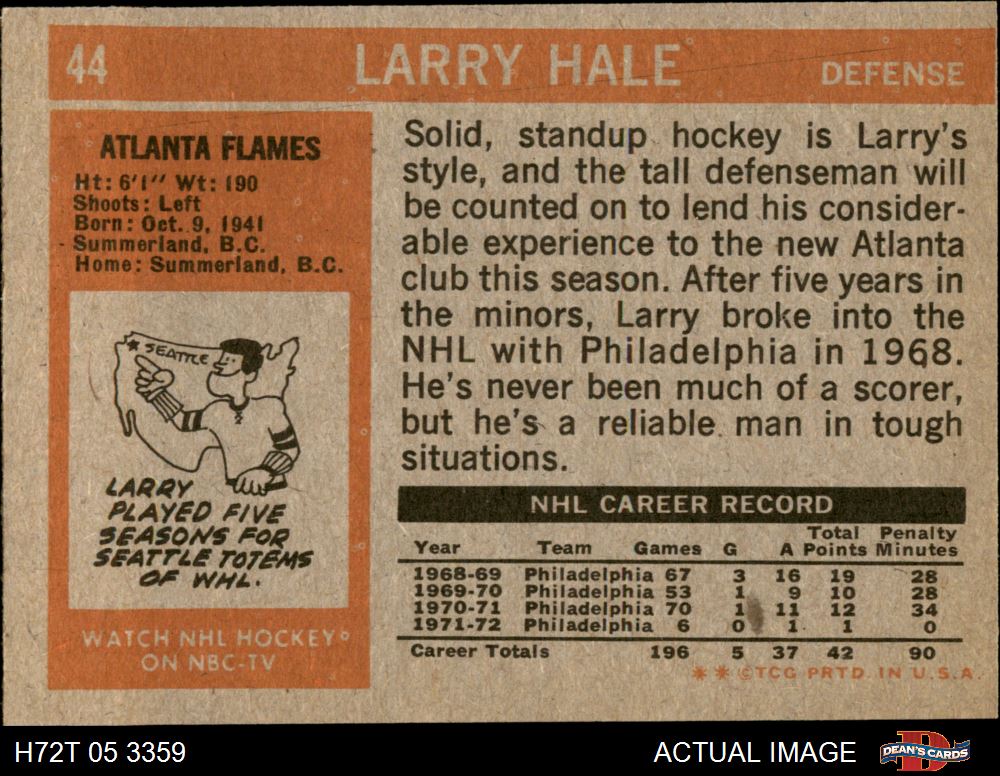 44 LARRY HALE DEFENSE
ATLANTA FLAMES
Ht: 6'1" Wt: 190
Shoots: Left
Born: Oct. 9, 1941
Summerland, B.C.
Home: Summerland, B.C.
SEATTLE
LARRY
PLAYED FIVE
SEASONS FOR
SEATTLE TOTEMS
OF WHL.
WATCH NHL HOCKEY
ON NBC-TV
Solid, standup hockey is Larry's
style, and the tall defenseman will
be counted on to lend his consider-
able experience to the new Atlanta
club this season. After five years in
the minors, Larry broke into the
NHL with Philadelphia in 1968.
He's never been much of a scorer,
but he's a reliable man in tough
situations.
NHL CAREER RECORD
Total Penalty
Year Team Games G A Points Minutes
1968-69 Philadelphia 67 3 16 19 28
1969-70 Philadelphia 53 1 9 10 28
1970-71 Philadelphia 70 1 11 12 34
1971-72 Philadelphia 6 0 1 1 0
Career Totals 196 5 37 42 90
** ©TCG PRTD. IN U.S.A.
H72T 05 3359 ACTUAL IMAGE DEAN'S CARDS